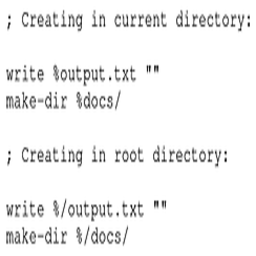 ; Creating in current directory:
write %output.txt ""
make-dir %docs/
; Creating in root directory:
write %/output.txt ""
make-dir %/docs/